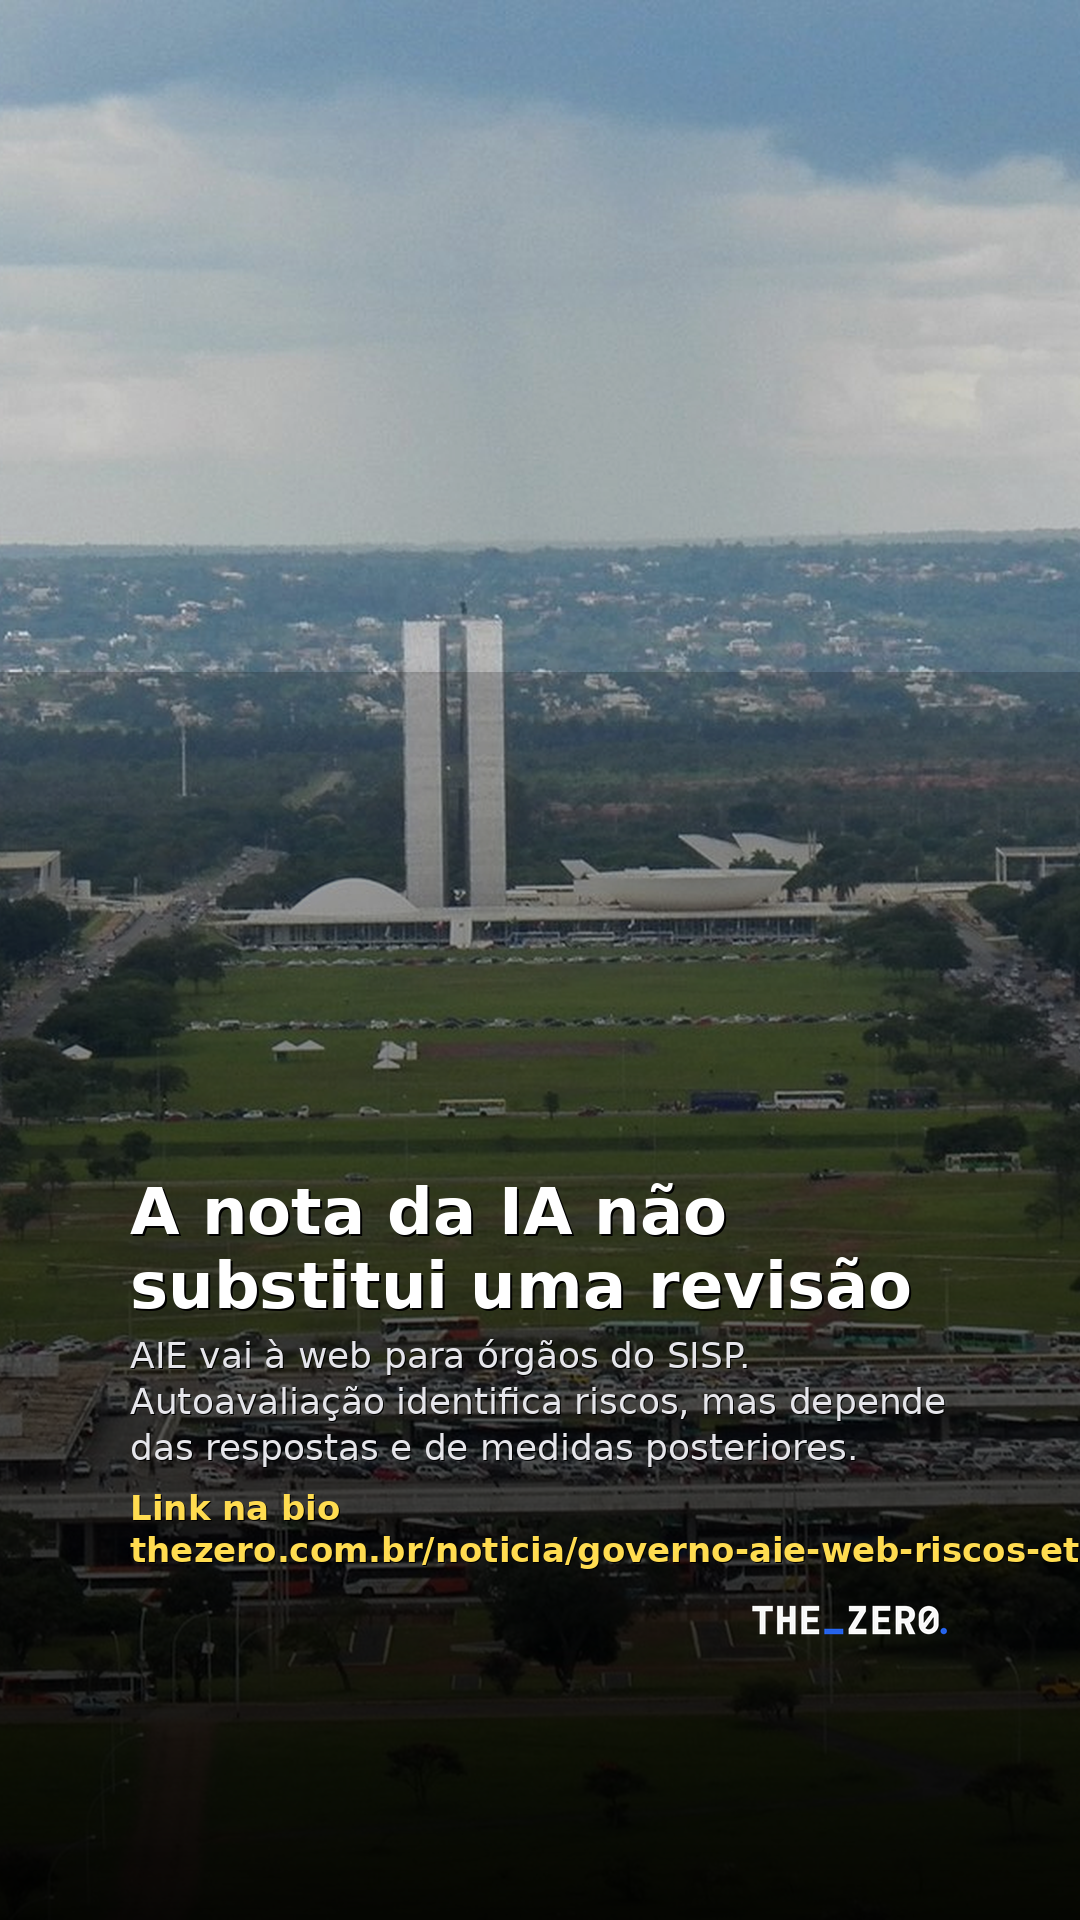 A nota da IA não
substitui uma revisão
AIE vai à web para órgãos do SISP.
Autoavaliação identifica riscos, mas depende
das respostas e de medidas posteriores.
Link na bio
thezero.com.br/noticia/governo-aie-web-riscos-et
THE_ZERO.